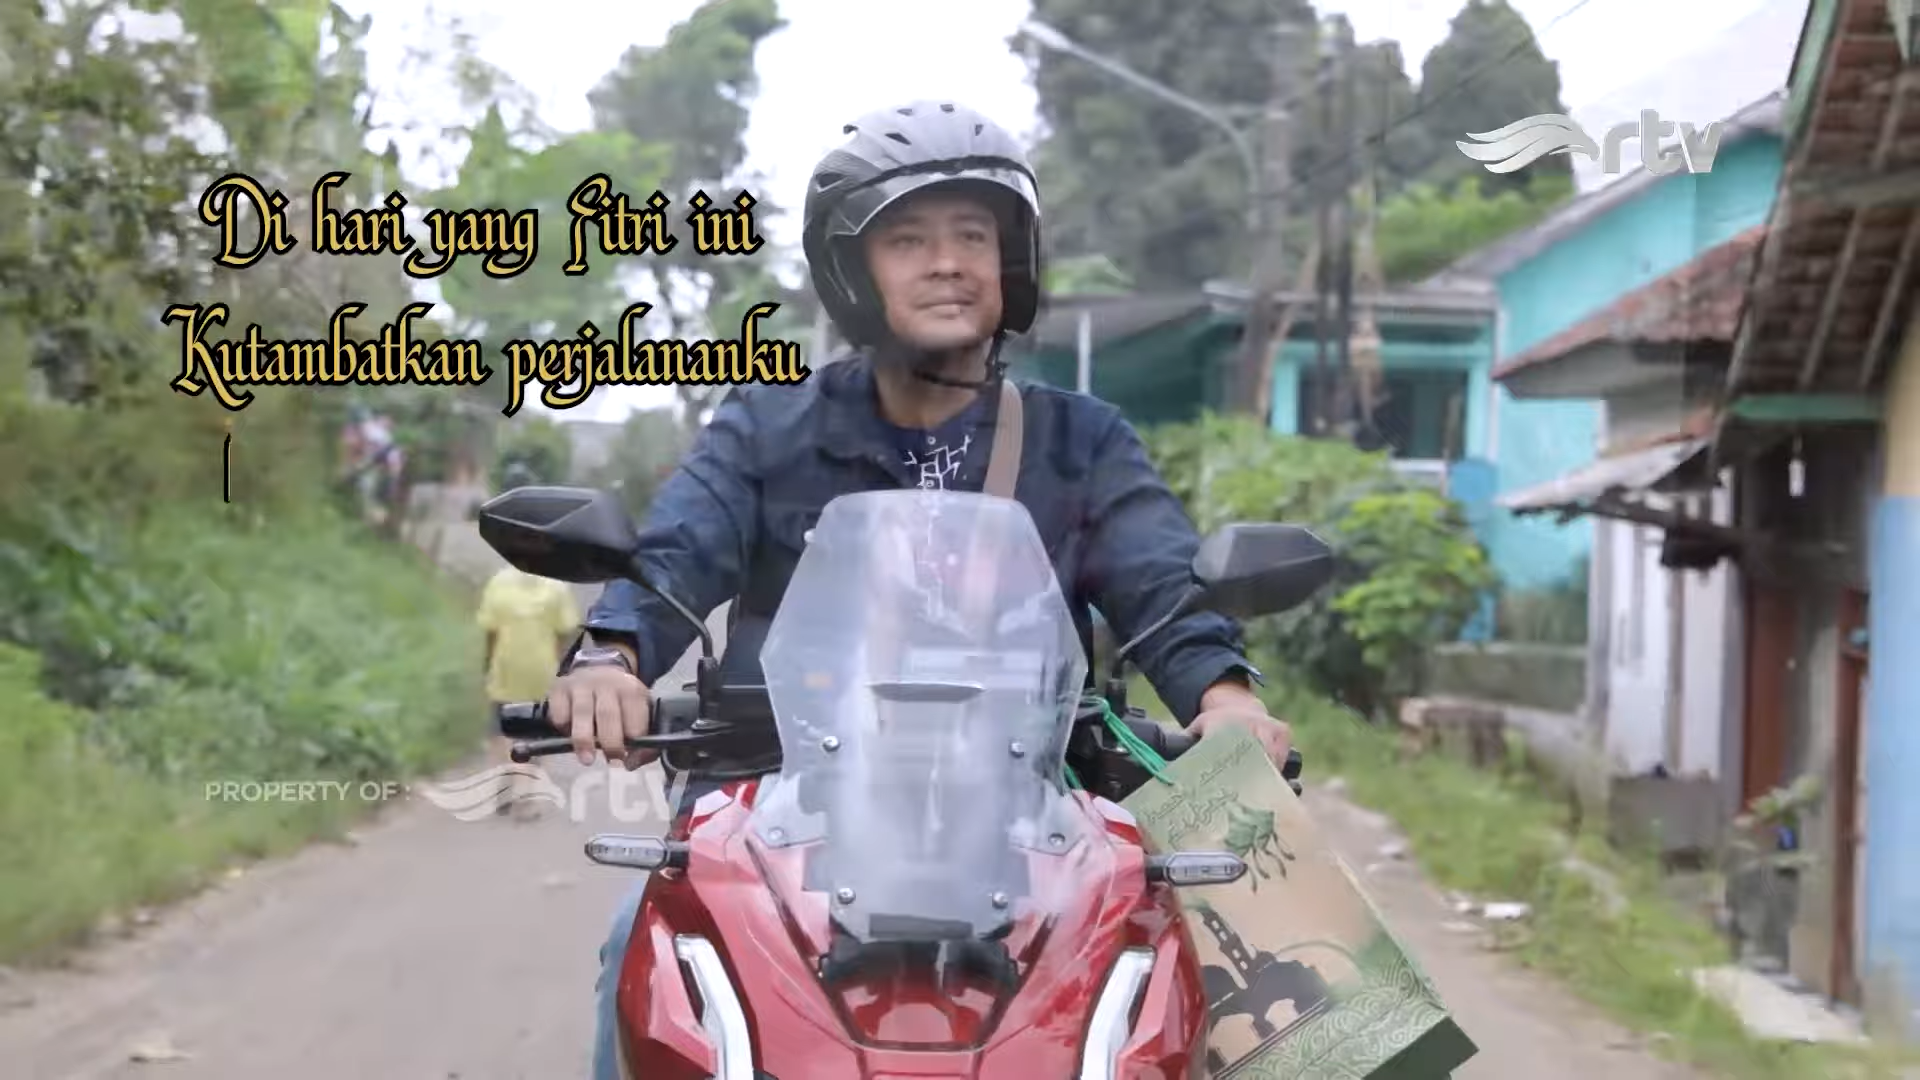 rtv
Di hari yang fitri ini
Kutambatkan perjalananku
PROPERTY OF : rtv